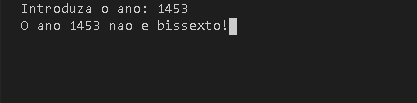 Introduza o ano: 1453
O ano 1453 nao e bissexto!